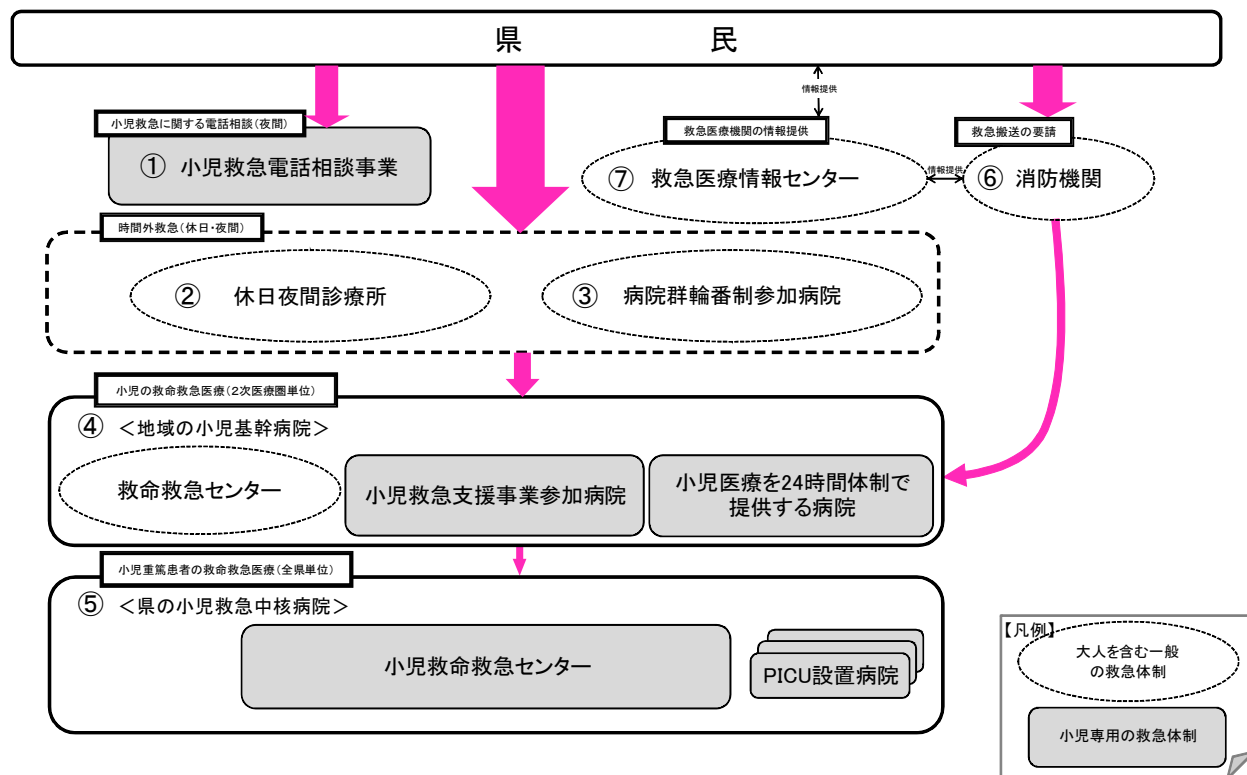 県　　　　民
情報提供
小児救急に関する電話相談(夜間)
① 小児救急電話相談事業
救急医療機関の情報提供
⑦ 救急医療情報センター
情報提供
救急搬送の要請
⑥ 消防機関
時間外救急(休日・夜間)
② 休日夜間診療所
③ 病院群輪番制参加病院
小児の救命救急医療(2次医療圏単位)
④ ＜地域の小児基幹病院＞
救命救急センター
小児救急支援事業参加病院
小児医療を24時間体制で
提供する病院
小児重篤患者の救命救急医療(全県単位)
⑤ ＜県の小児救急中核病院＞
小児救命救急センター
PICU設置病院
【凡例】
大人を含む一般
の救急体制
小児専用の救急体制